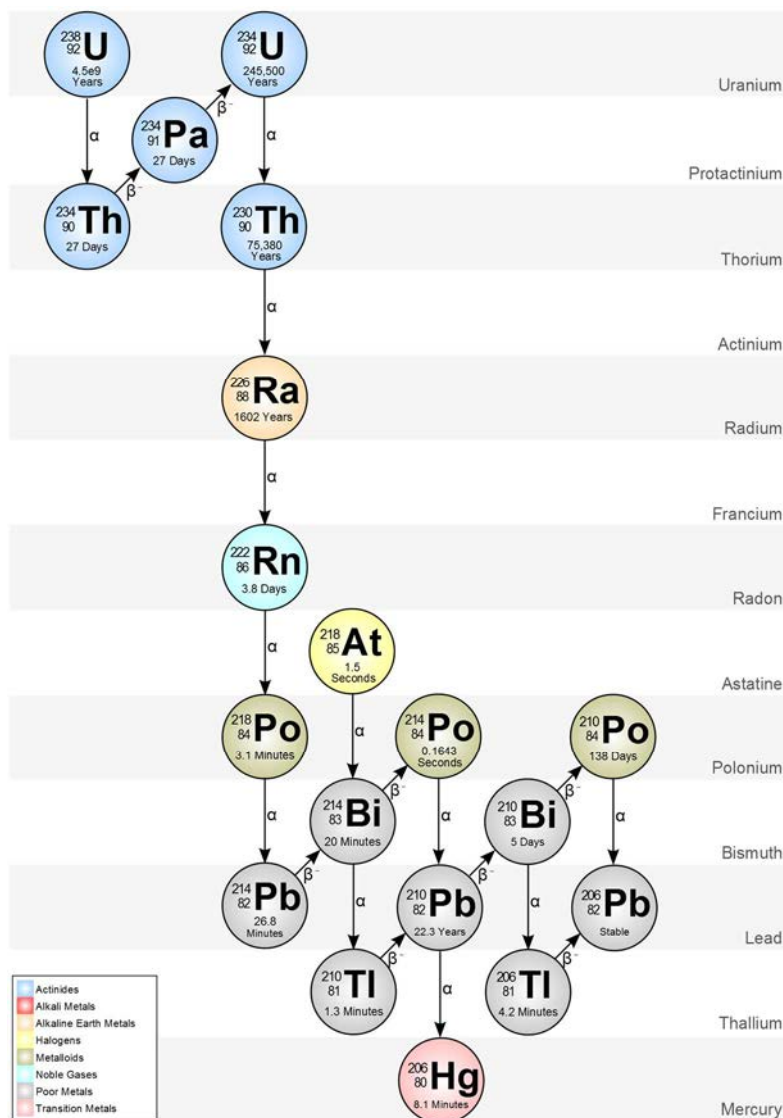 238
92 U
4.5e9
Years
234
92 U
245,500
Years
Uranium
α
β⁻
α
234
91 Pa
27 Days
Protactinium
β⁻
234
90 Th
27 Days
230
90 Th
75,380
Years
Thorium
α
Actinium
226
88 Ra
1602 Years
Radium
α
Francium
222
86 Rn
3.8 Days
Radon
α
218
85 At
1.5
Seconds
Astatine
α
218
84 Po
3.1 Minutes
214
84 Po
0.1643
Seconds
210
84 Po
138 Days
Polonium
β⁻
β⁻
α
α
α
214
83 Bi
20 Minutes
210
83 Bi
5 Days
Bismuth
β⁻
β⁻
214
82 Pb
26.8
Minutes
α
210
82 Pb
22.3 Years
α
206
82 Pb
Stable
Lead
β⁻
β⁻
210
81 Tl
1.3 Minutes
α
206
81 Tl
4.2 Minutes
Thallium
206
80 Hg
8.1 Minutes
Mercury
Actinides
Alkali Metals
Alkaline Earth Metals
Halogens
Metalloids
Noble Gases
Poor Metals
Transition Metals